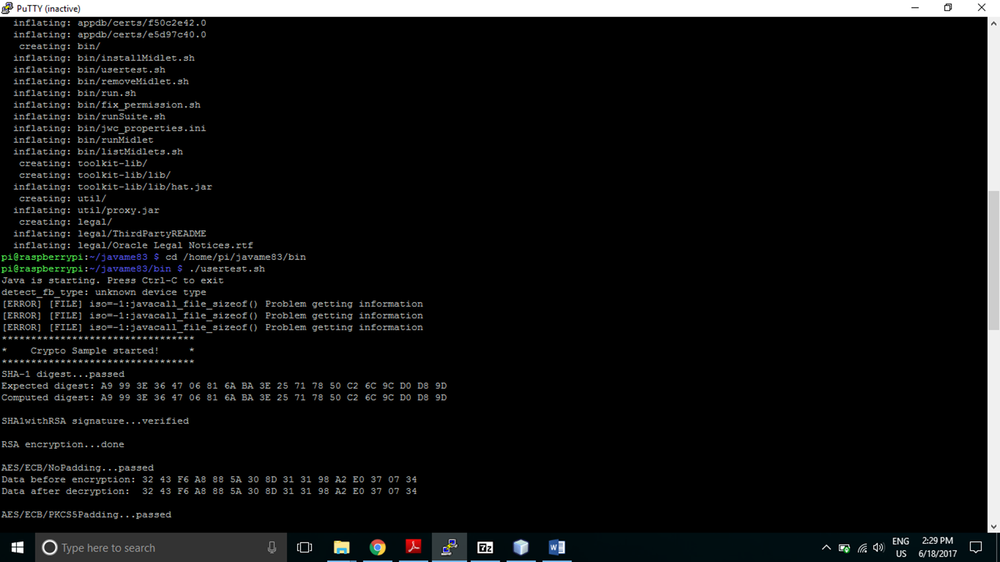 PuTTY (inactive)
inflating: appdb/certs/f50c2e42.0
inflating: appdb/certs/e5d97c40.0
creating: bin/
inflating: bin/installMidlet.sh
inflating: bin/usertest.sh
inflating: bin/removeMidlet.sh
inflating: bin/run.sh
inflating: bin/fix_permission.sh
inflating: bin/runSuite.sh
inflating: bin/jwc_properties.ini
inflating: bin/runMidlet
inflating: bin/listMidlets.sh
creating: toolkit-lib/
creating: toolkit-lib/lib/
inflating: toolkit-lib/lib/hat.jar
creating: util/
inflating: util/proxy.jar
creating: legal/
inflating: legal/ThirdPartyREADME
inflating: legal/Oracle Legal Notices.rtf
pi@raspberrypi:~/javame83 $ cd /home/pi/javame83/bin
pi@raspberrypi:~/javame83/bin $ ./usertest.sh
Java is starting. Press Ctrl-C to exit
detect_fb_type: unknown device type
[ERROR] [FILE] iso=-1:javacall_file_sizeof() Problem getting information
[ERROR] [FILE] iso=-1:javacall_file_sizeof() Problem getting information
[ERROR] [FILE] iso=-1:javacall_file_sizeof() Problem getting information
*********************************
*    Crypto Sample started!     *
*********************************
SHA-1 digest...passed
Expected digest: A9 99 3E 36 47 06 81 6A BA 3E 25 71 78 50 C2 6C 9C D0 D8 9D
Computed digest: A9 99 3E 36 47 06 81 6A BA 3E 25 71 78 50 C2 6C 9C D0 D8 9D
SHA1withRSA signature...verified
RSA encryption...done
AES/ECB/NoPadding...passed
Data before encryption: 32 43 F6 A8 88 5A 30 8D 31 31 98 A2 E0 37 07 34
Data after decryption:  32 43 F6 A8 88 5A 30 8D 31 31 98 A2 E0 37 07 34
AES/ECB/PKCS5Padding...passed
Type here to search
7z
W
ENG
US
2:29 PM
6/18/2017